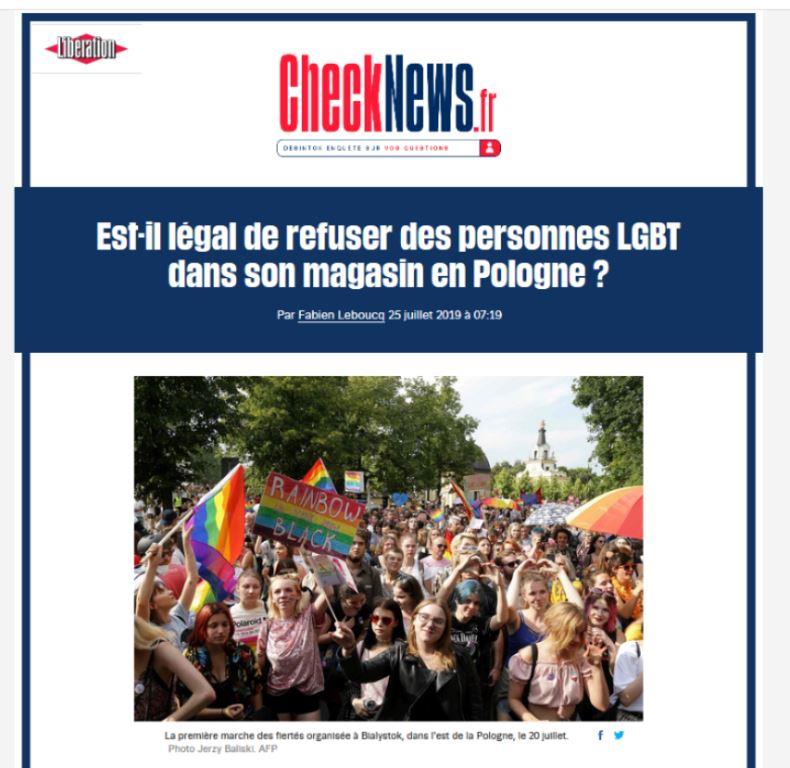 Libération
CheckNews.fr
DÉSINTOX ENQUÊTE SUR VOS QUESTIONS
Est-il légal de refuser des personnes LGBT
dans son magasin en Pologne ?
Par Fabien Leboucq 25 juillet 2019 à 07:19
RAINBOW
BLACK
Polaroid
La première marche des fiertés organisée à Bialystok, dans l'est de la Pologne, le 20 juillet.
Photo Jerzy Baliski. AFP